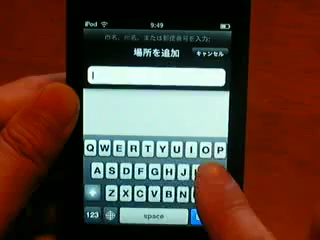 iPod 9:49
市名、州名、または郵便番号を入力:
場所を追加 キャンセル
Q W E R T Y U I O P
A S D F G H J
Z X C V B N
123 space